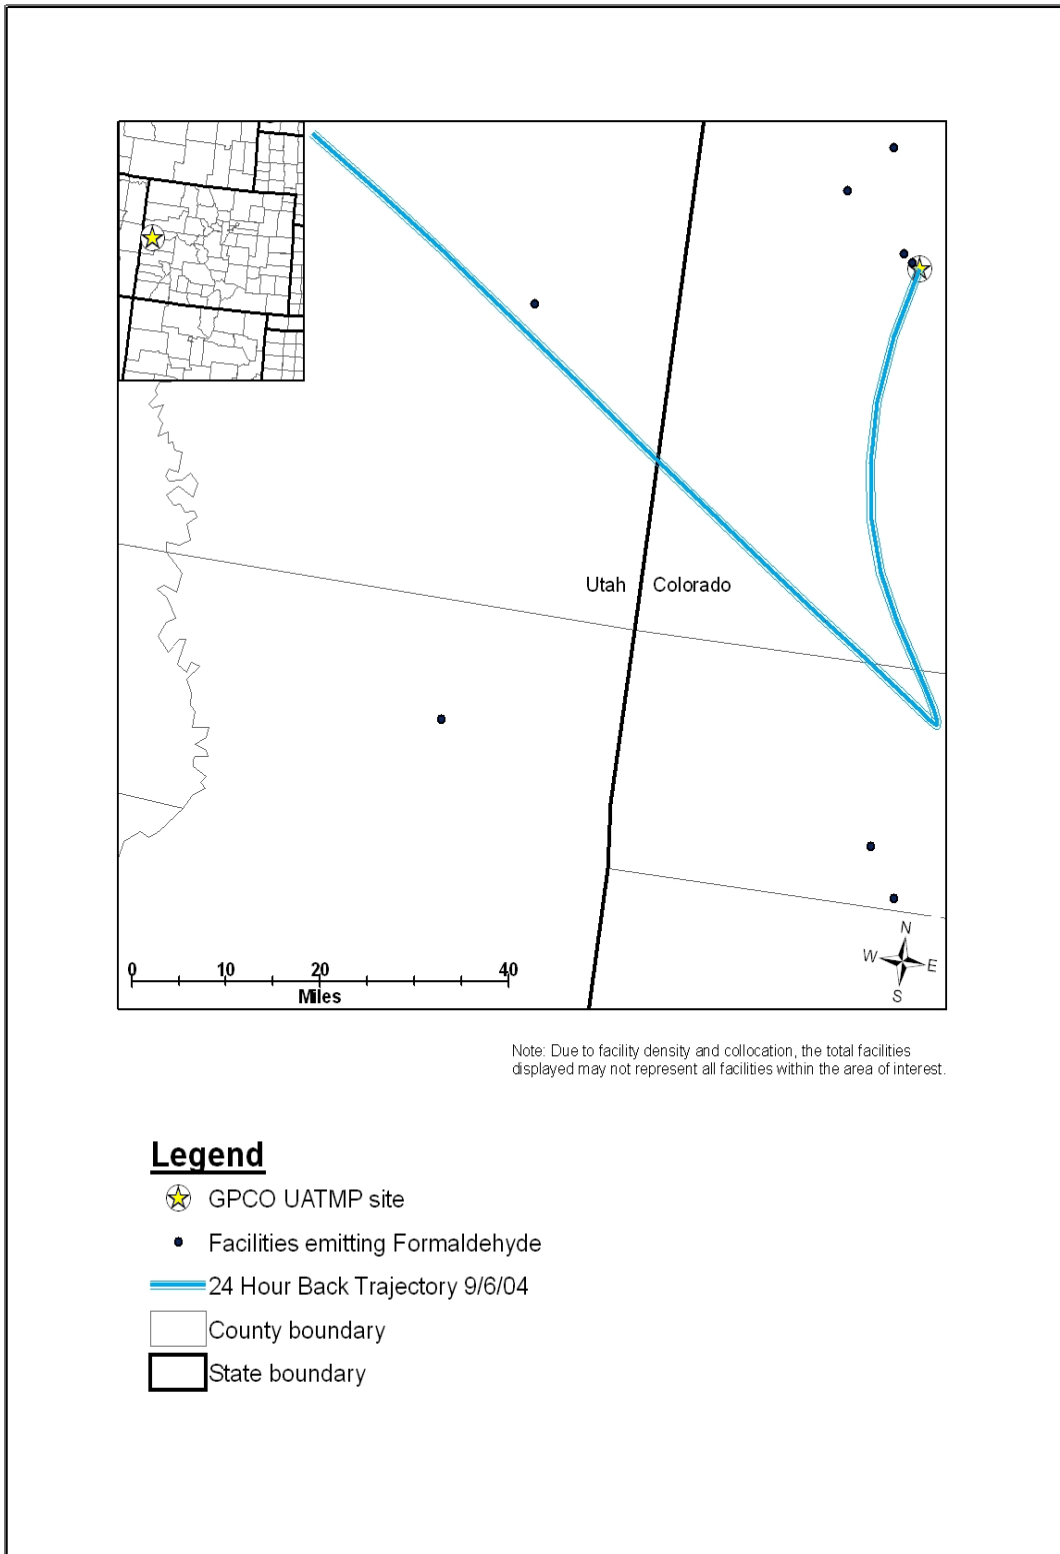 Utah
Colorado
N
W
E
S
0 10 20 40
Miles
Note: Due to facility density and collocation, the total facilities
displayed may not represent all facilities within the area of interest.
Legend
GPCO UATMP site
Facilities emitting Formaldehyde
24 Hour Back Trajectory 9/6/04
County boundary
State boundary